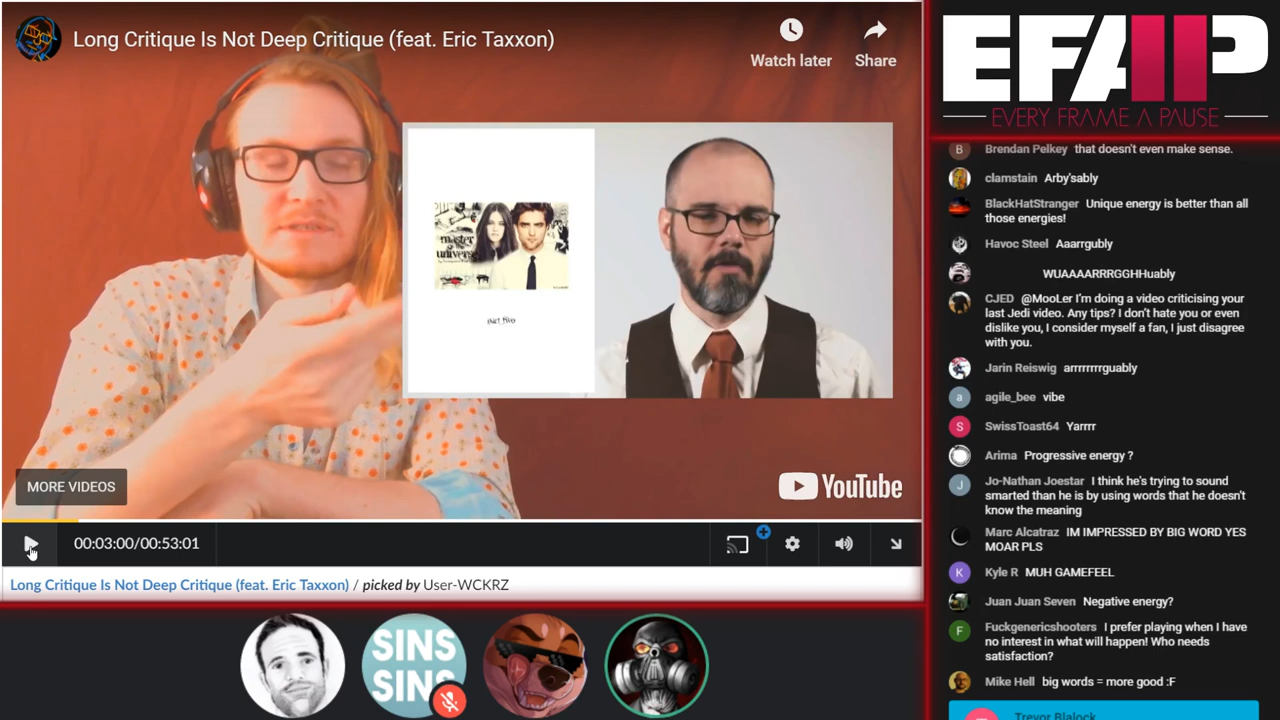 Long Critique Is Not Deep Critique (feat. Eric Taxxon)
Watch later
Share
master
universe
MORE VIDEOS
YouTube
00:03:00/00:53:01
Long Critique Is Not Deep Critique (feat. Eric Taxxon) / picked by User-WCKRZ
SINS
SINS
EFAP
EVERY FRAME A PAUSE
B
Brendan Pelkey that doesn't even make sense.
clamstain Arby'sably
BlackHatStranger Unique energy is better than all
those energies!
Havoc Steel Aaarrgubly
WUAAAARRRGGHHuably
CJED @MooLer I'm doing a video criticising your
last Jedi video. Any tips? I don't hate you or even
dislike you, I consider myself a fan, I just disagree
with you.
Jarin Reiswig arrrrrrrrguably
a
agile_bee vibe
S
SwissToast64 Yarrrr
Arima Progressive energy ?
J
Jo-Nathan Joestar I think he's trying to sound
smarted than he is by using words that he doesn't
know the meaning
Marc Alcatraz IM IMPRESSED BY BIG WORD YES
MOAR PLS
K
Kyle R MUH GAMEFEEL
Juan Juan Seven Negative energy?
F
Fuckgenericshooters I prefer playing when I have
no interest in what will happen! Who needs
satisfaction?
Mike Hell big words = more good :F
Trevor Blalock